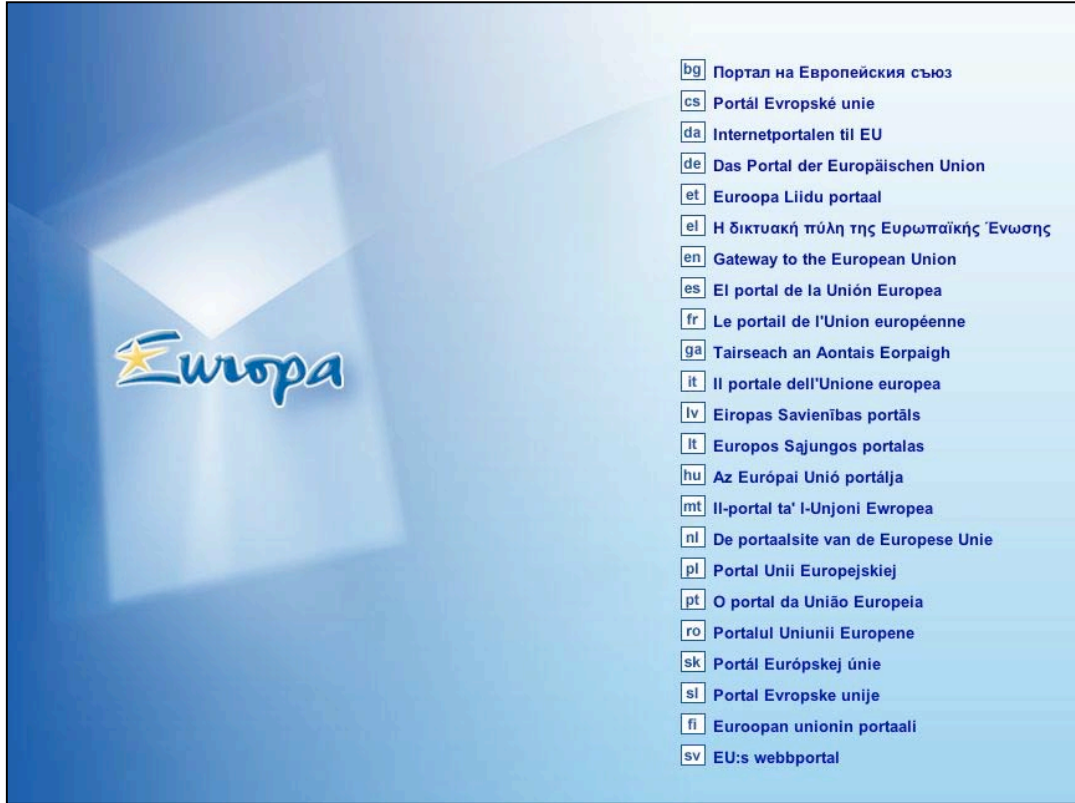 Europa
bg Портал на Европейския съюз
cs Portál Evropské unie
da Internetportalen til EU
de Das Portal der Europäischen Union
et Euroopa Liidu portaal
el Η δικτυακή πύλη της Ευρωπαϊκής Ένωσης
en Gateway to the European Union
es El portal de la Unión Europea
fr Le portail de l'Union européenne
ga Tairseach an Aontais Eorpaigh
it Il portale dell'Unione europea
lv Eiropas Savienības portāls
lt Europos Sąjungos portalas
hu Az Európai Unió portálja
mt Il-portal ta' l-Unjoni Ewropea
nl De portaalsite van de Europese Unie
pl Portal Unii Europejskiej
pt O portal da União Europeia
ro Portalul Uniunii Europene
sk Portál Európskej únie
sl Portal Evropske unije
fi Euroopan unionin portaali
sv EU:s webbportal